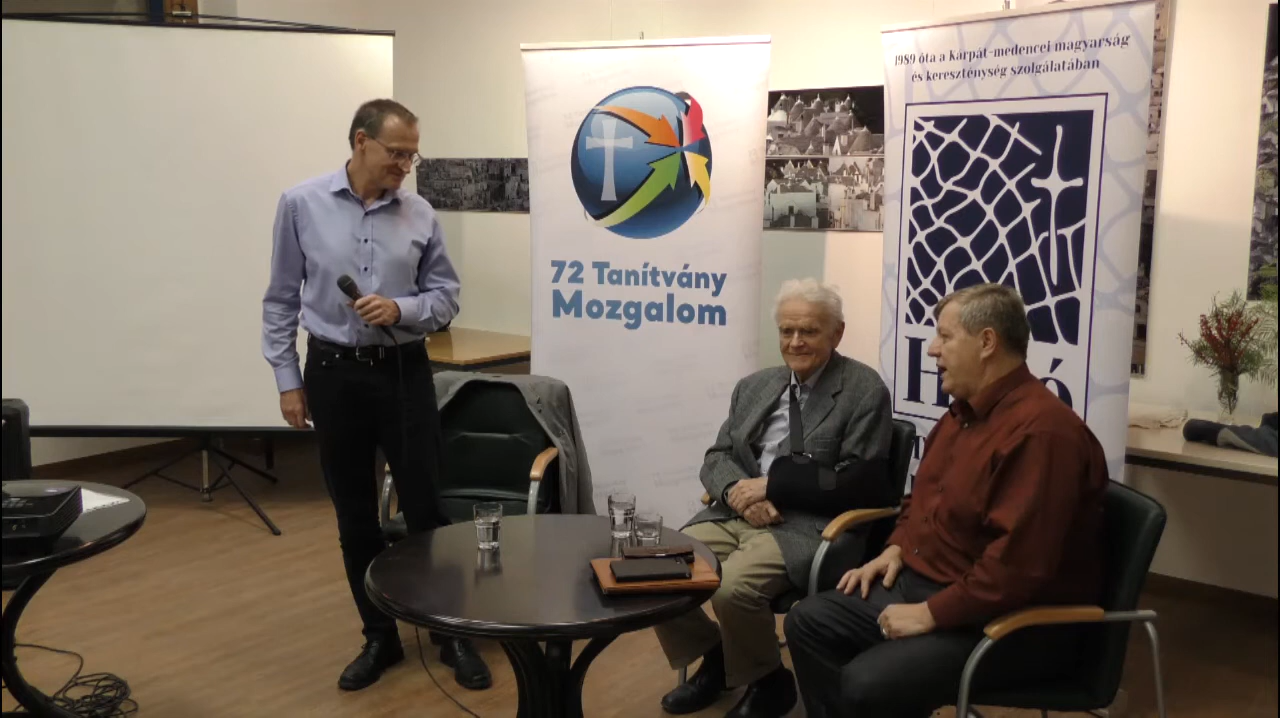 72 Tanítvány
Mozgalom
1989 óta a Kárpát-medencei magyarság
és kereszténység szolgálatában